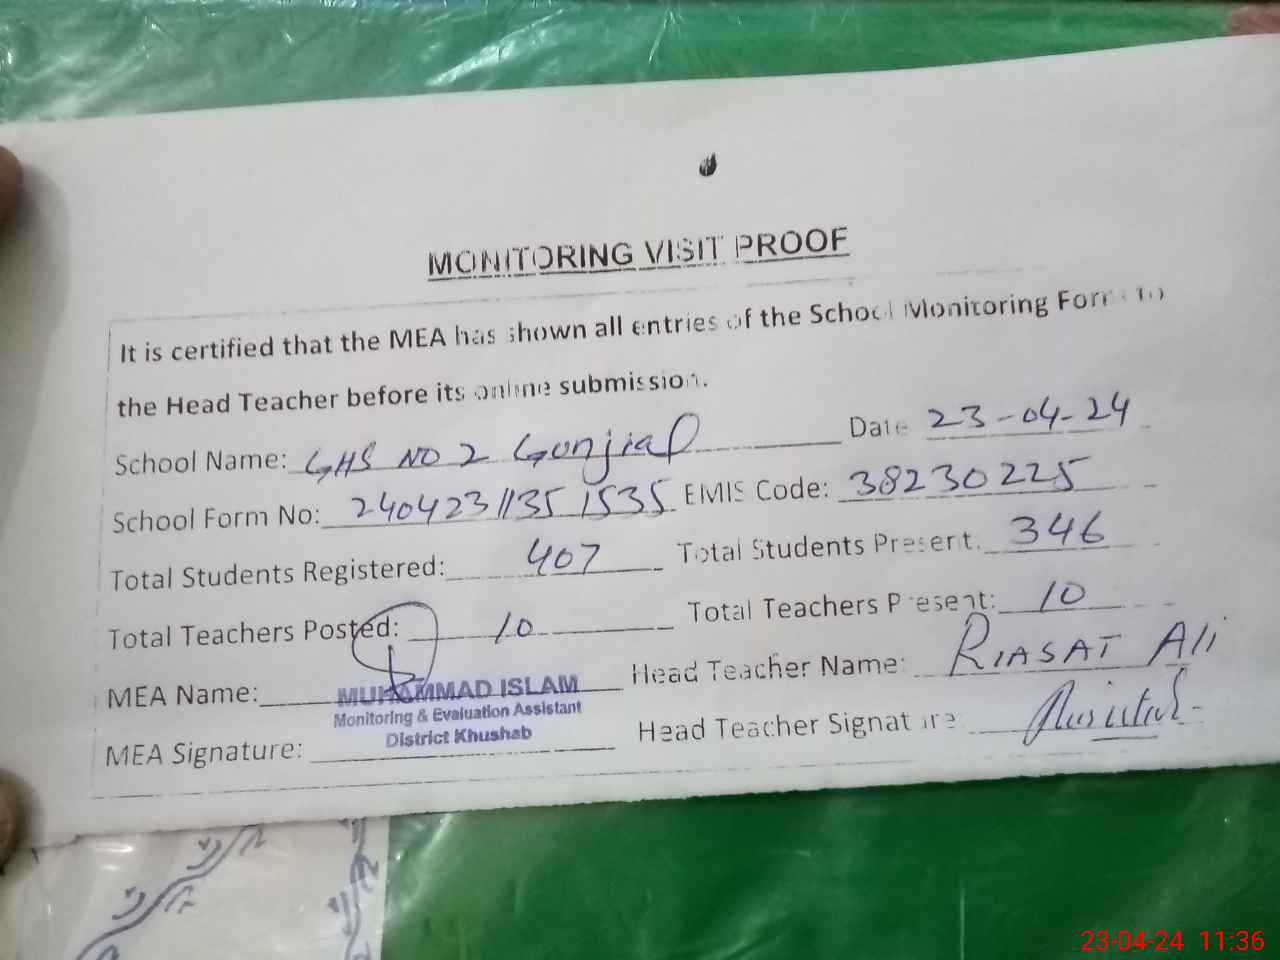 MONITORING VISIT PROOF
It is certified that the MEA has shown all entries of the School Monitoring Form to
the Head Teacher before its online submission.
School Name: GHS NO 2 Gunjial Date 23-04-24
School Form No: 2404231135 1535 EMIS Code: 38230225
Total Students Registered: 407 Total Students Present: 346
Total Teachers Posted: 10 Total Teachers Present: 10
MEA Name: MUHAMMAD ISLAM Head Teacher Name: RIASAT Ali
Monitoring & Evaluation Assistant
District Khushab
MEA Signature: Head Teacher Signature:
23-04-24 11:36